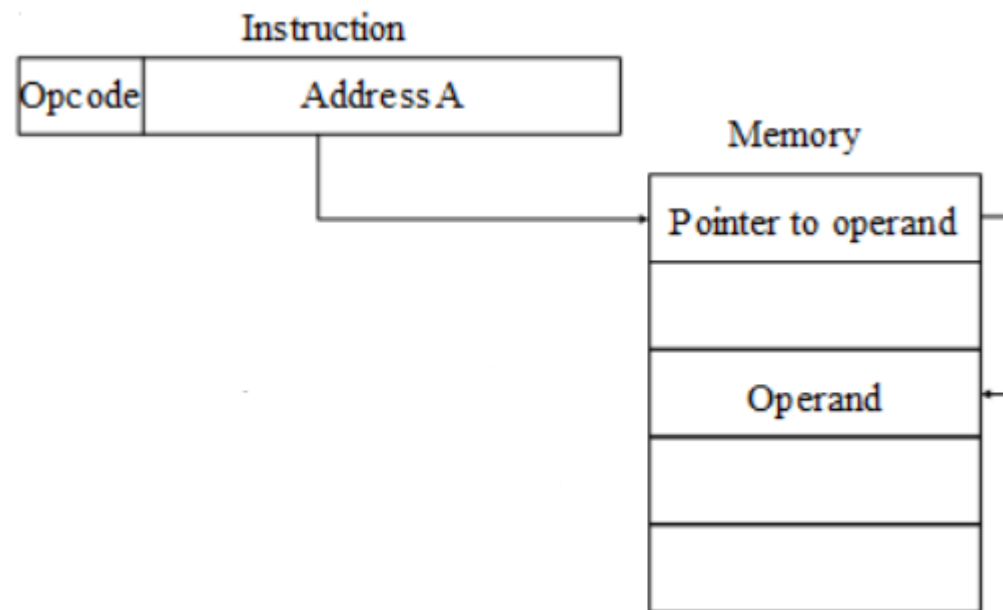 Instruction
Opcode
Address A
Memory
Pointer to operand
Operand